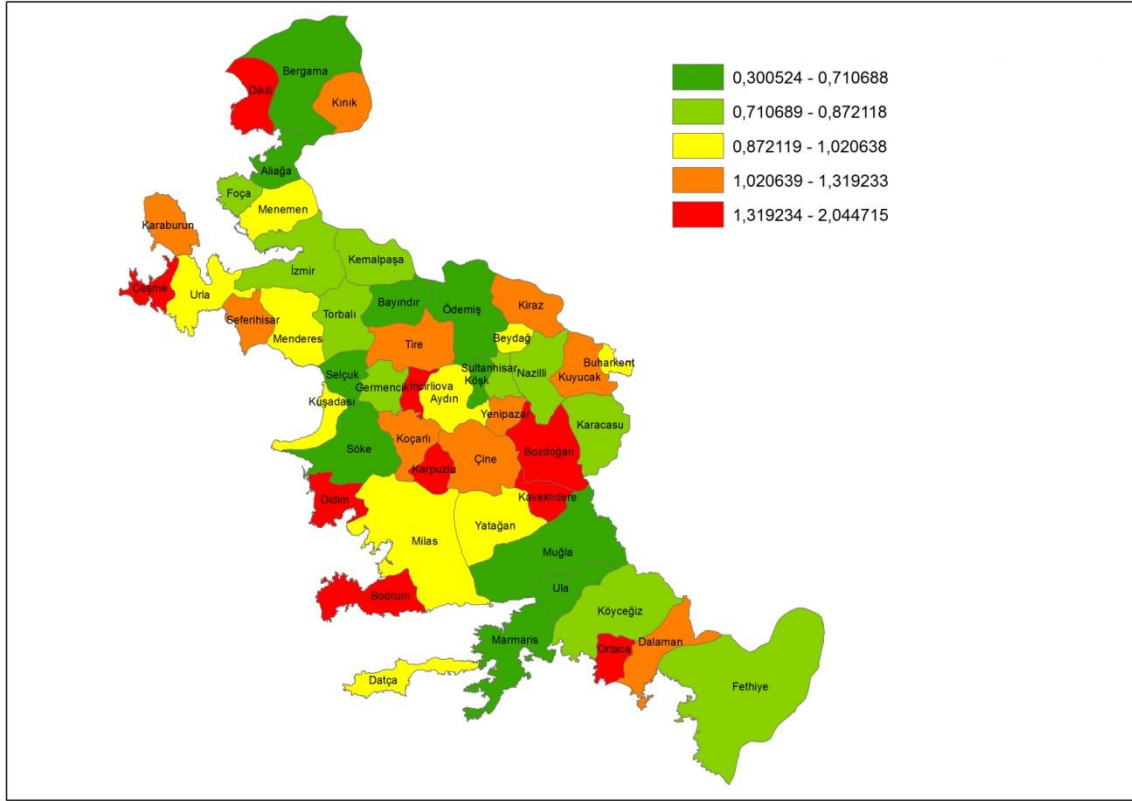 0,300524 - 0,710688
0,710689 - 0,872118
0,872119 - 1,020638
1,020639 - 1,319233
1,319234 - 2,044715
Bergama
Dikili
Kınık
Aliağa
Foça
Menemen
Karaburun
Kemalpaşa
İzmir
Çeşme
Urla
Bayındır
Ödemiş
Kiraz
Seferihisar
Torbalı
Menderes
Tire
Beydağ
Buharkent
Selçuk
Sultanhisar
Nazilli
Kuyucak
Köşk
Germencik
İncirliova
Aydın
Kuşadası
Yenipazar
Karacasu
Koçarlı
Söke
Çine
Bozdoğan
Karpuzlu
Didim
Kavaklıdere
Yatağan
Milas
Muğla
Ula
Bodrum
Köyceğiz
Marmaris
Dalaman
Ortaca
Datça
Fethiye